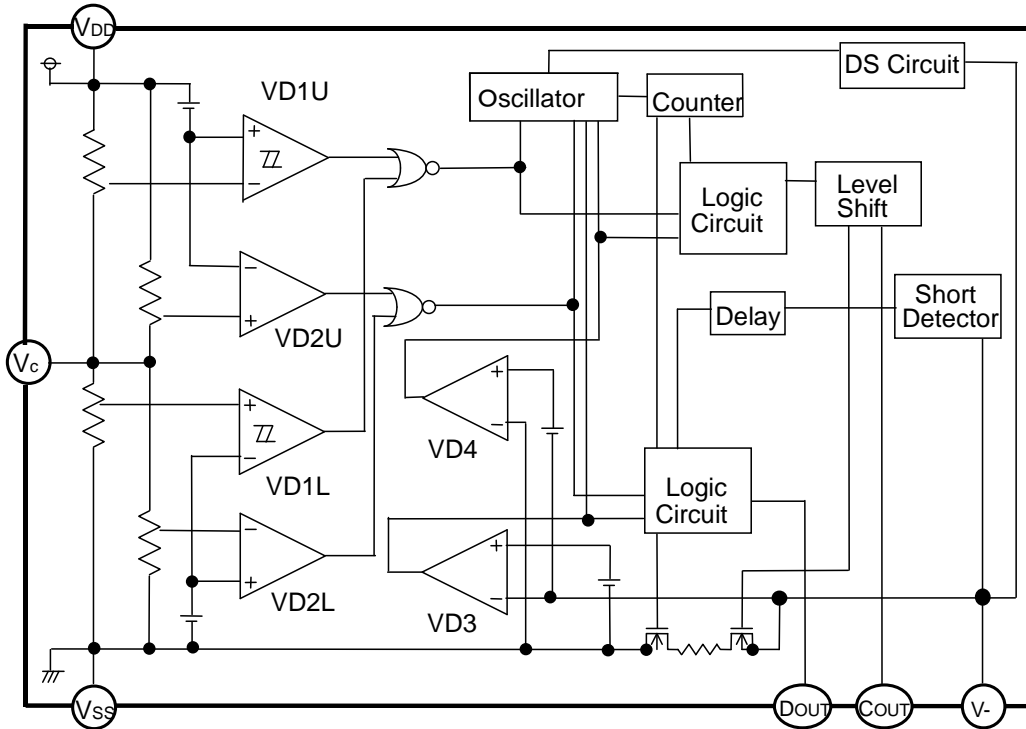 VDD
VD1U
Oscillator
Counter
DS Circuit
+
−
Logic
Circuit
Level
Shift
−
+
VD2U
Delay
Short
Detector
Vc
+
−
VD1L
+
−
VD4
Logic
Circuit
−
+
VD2L
+
−
VD3
VSS
DOUT
COUT
V-